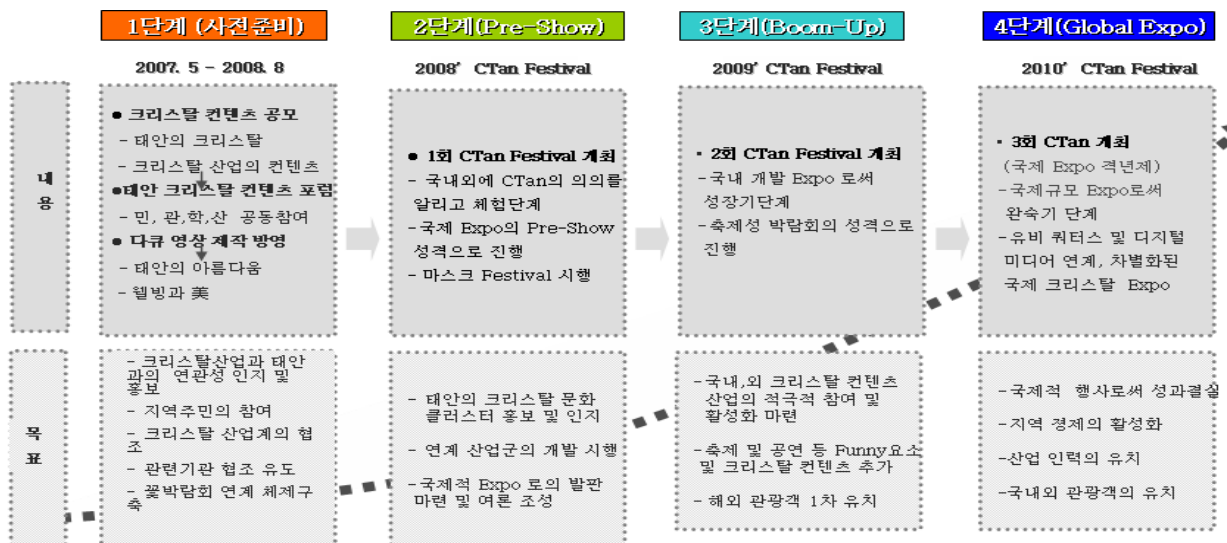 1단계 (사전준비)
2단계(Pre-Show)
3단계(Boom-Up)
4단계(Global Expo)
2007. 5 - 2008. 8
2008' CTan Festival
2009' CTan Festival
2010' CTan Festival
내
용
● 크리스탈 컨텐츠 공모
- 태안의 크리스탈
- 크리스탈 산업의 컨텐츠
●태안 크리스탈 컨텐츠 포럼
- 민, 관,학,산 공동참여
● 다큐 영상 제작 방영
- 태안의 아름다움
- 웰빙과 美
● 1회 CTan Festival 개최
- 국내외에 CTan의 의의를
알리고 체험단계
-국제 Expo의 Pre-Show
성격으로 진행
- 마스크 Festival 시행
▪ 2회 CTan Festival 개최
-국내 개발 Expo 로써
성장기단계
-축제성 박람회의 성격으로
진행
▪ 3회 CTan 개최
(국제 Expo 격년제)
-국제규모 Expo로써
완숙기 단계
-유비 쿼터스 및 디지털
미디어 연계, 차별화된
국제 크리스탈 Expo
목
표
- 크리스탈산업과 태안
과의 연관성 인지 및
홍보
- 지역주민의 참여
- 크리스탈 산업계의 협
조
- 관련기관 협조 유도
- 꽃박람회 연계 체제구
축
- 태안의 크리스탈 문화
클러스터 홍보 및 인지
- 연계 산업군의 개발 시행
-국제적 Expo 로의 발판
마련 및 여론 조성
-국내,외 크리스탈 컨텐츠
산업의 적극적 참여 및
활성화 마련
-축제 및 공연 등 Funny요소
및 크리스탈 컨텐츠 추가
- 해외 관광객 1차 유치
-국제적 행사로써 성과결실
-지역 경제의 활성화
-산업 인력의 유치
-국내외 관광객의 유치